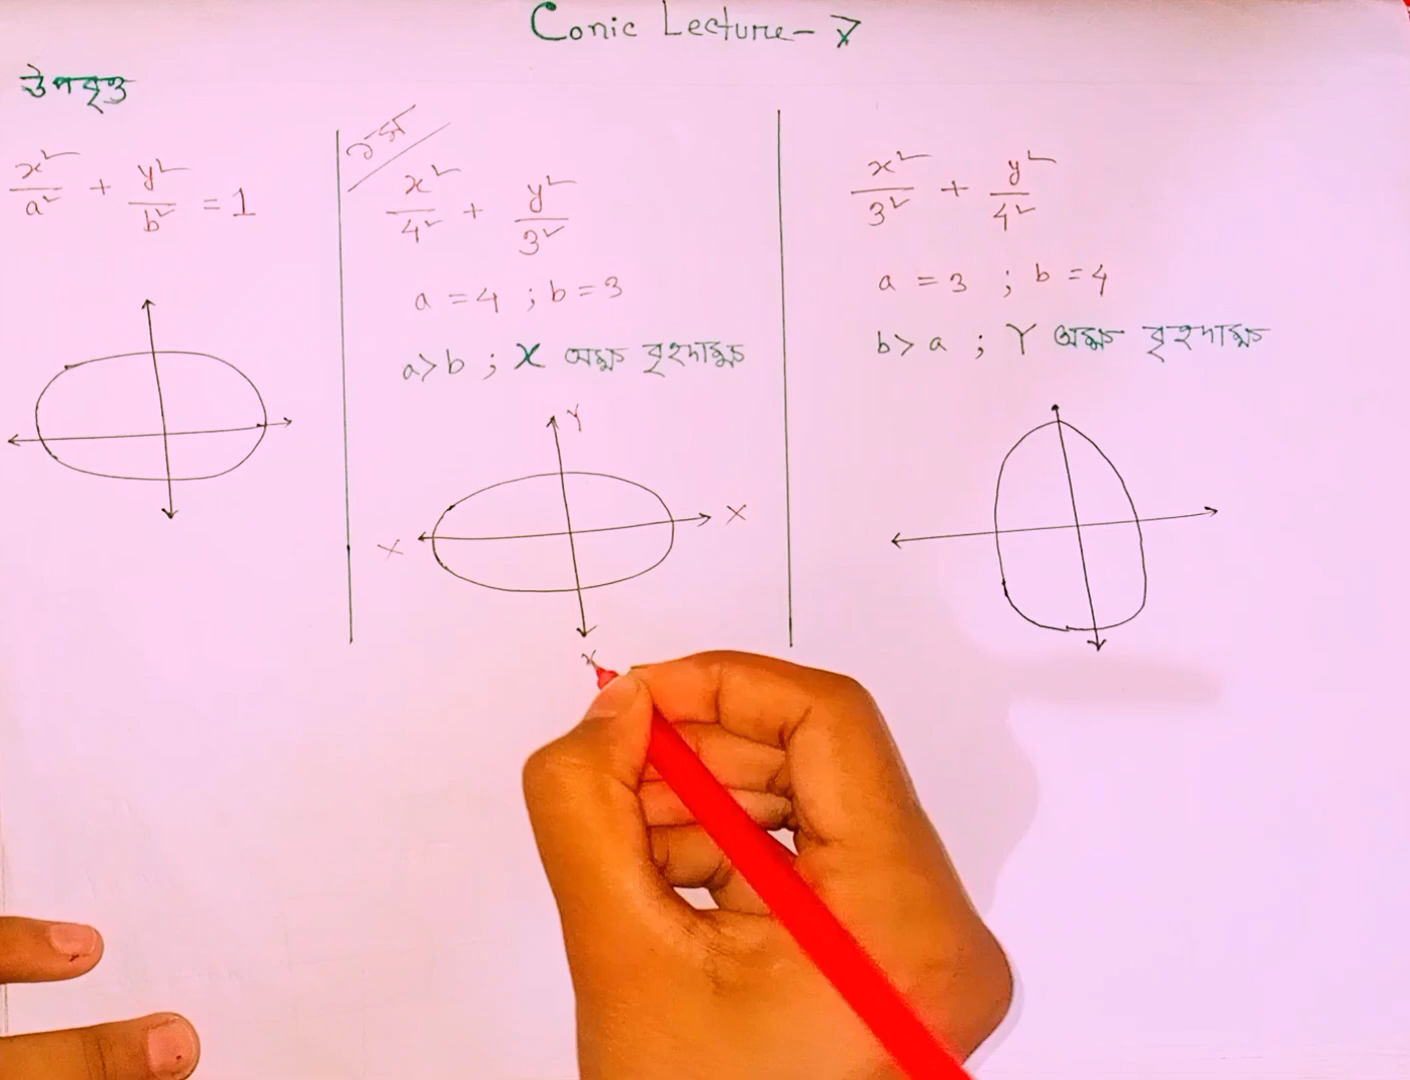 Conic Lecture-7
উপবৃত্ত
x²/a² + y²/b² = 1
x²/4² + y²/3²
a = 4 ; b = 3
a>b ; X অক্ষ বৃহদাক্ষ
Y
X
X
x²/3² + y²/4²
a = 3 ; b = 4
b> a ; Y অক্ষ বৃহদাক্ষ